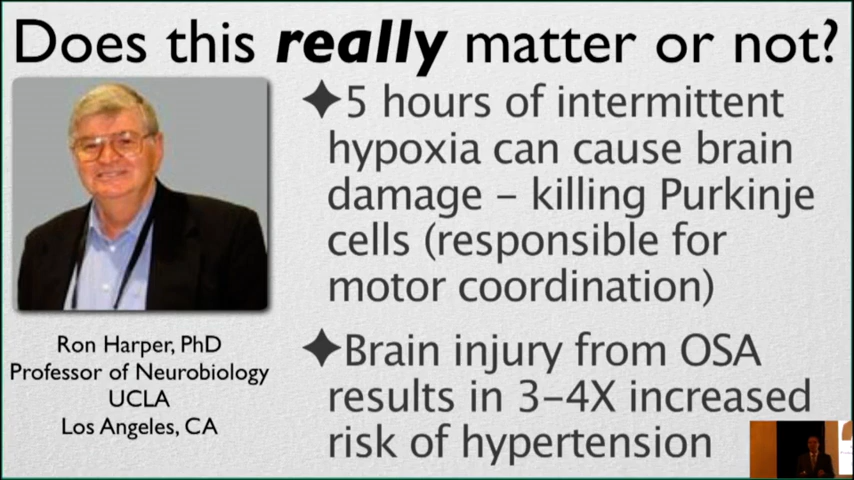 Does this really matter or not?
✦5 hours of intermittent
hypoxia can cause brain
damage – killing Purkinje
cells (responsible for
motor coordination)
✦Brain injury from OSA
results in 3–4X increased
risk of hypertension
Ron Harper, PhD
Professor of Neurobiology
UCLA
Los Angeles, CA